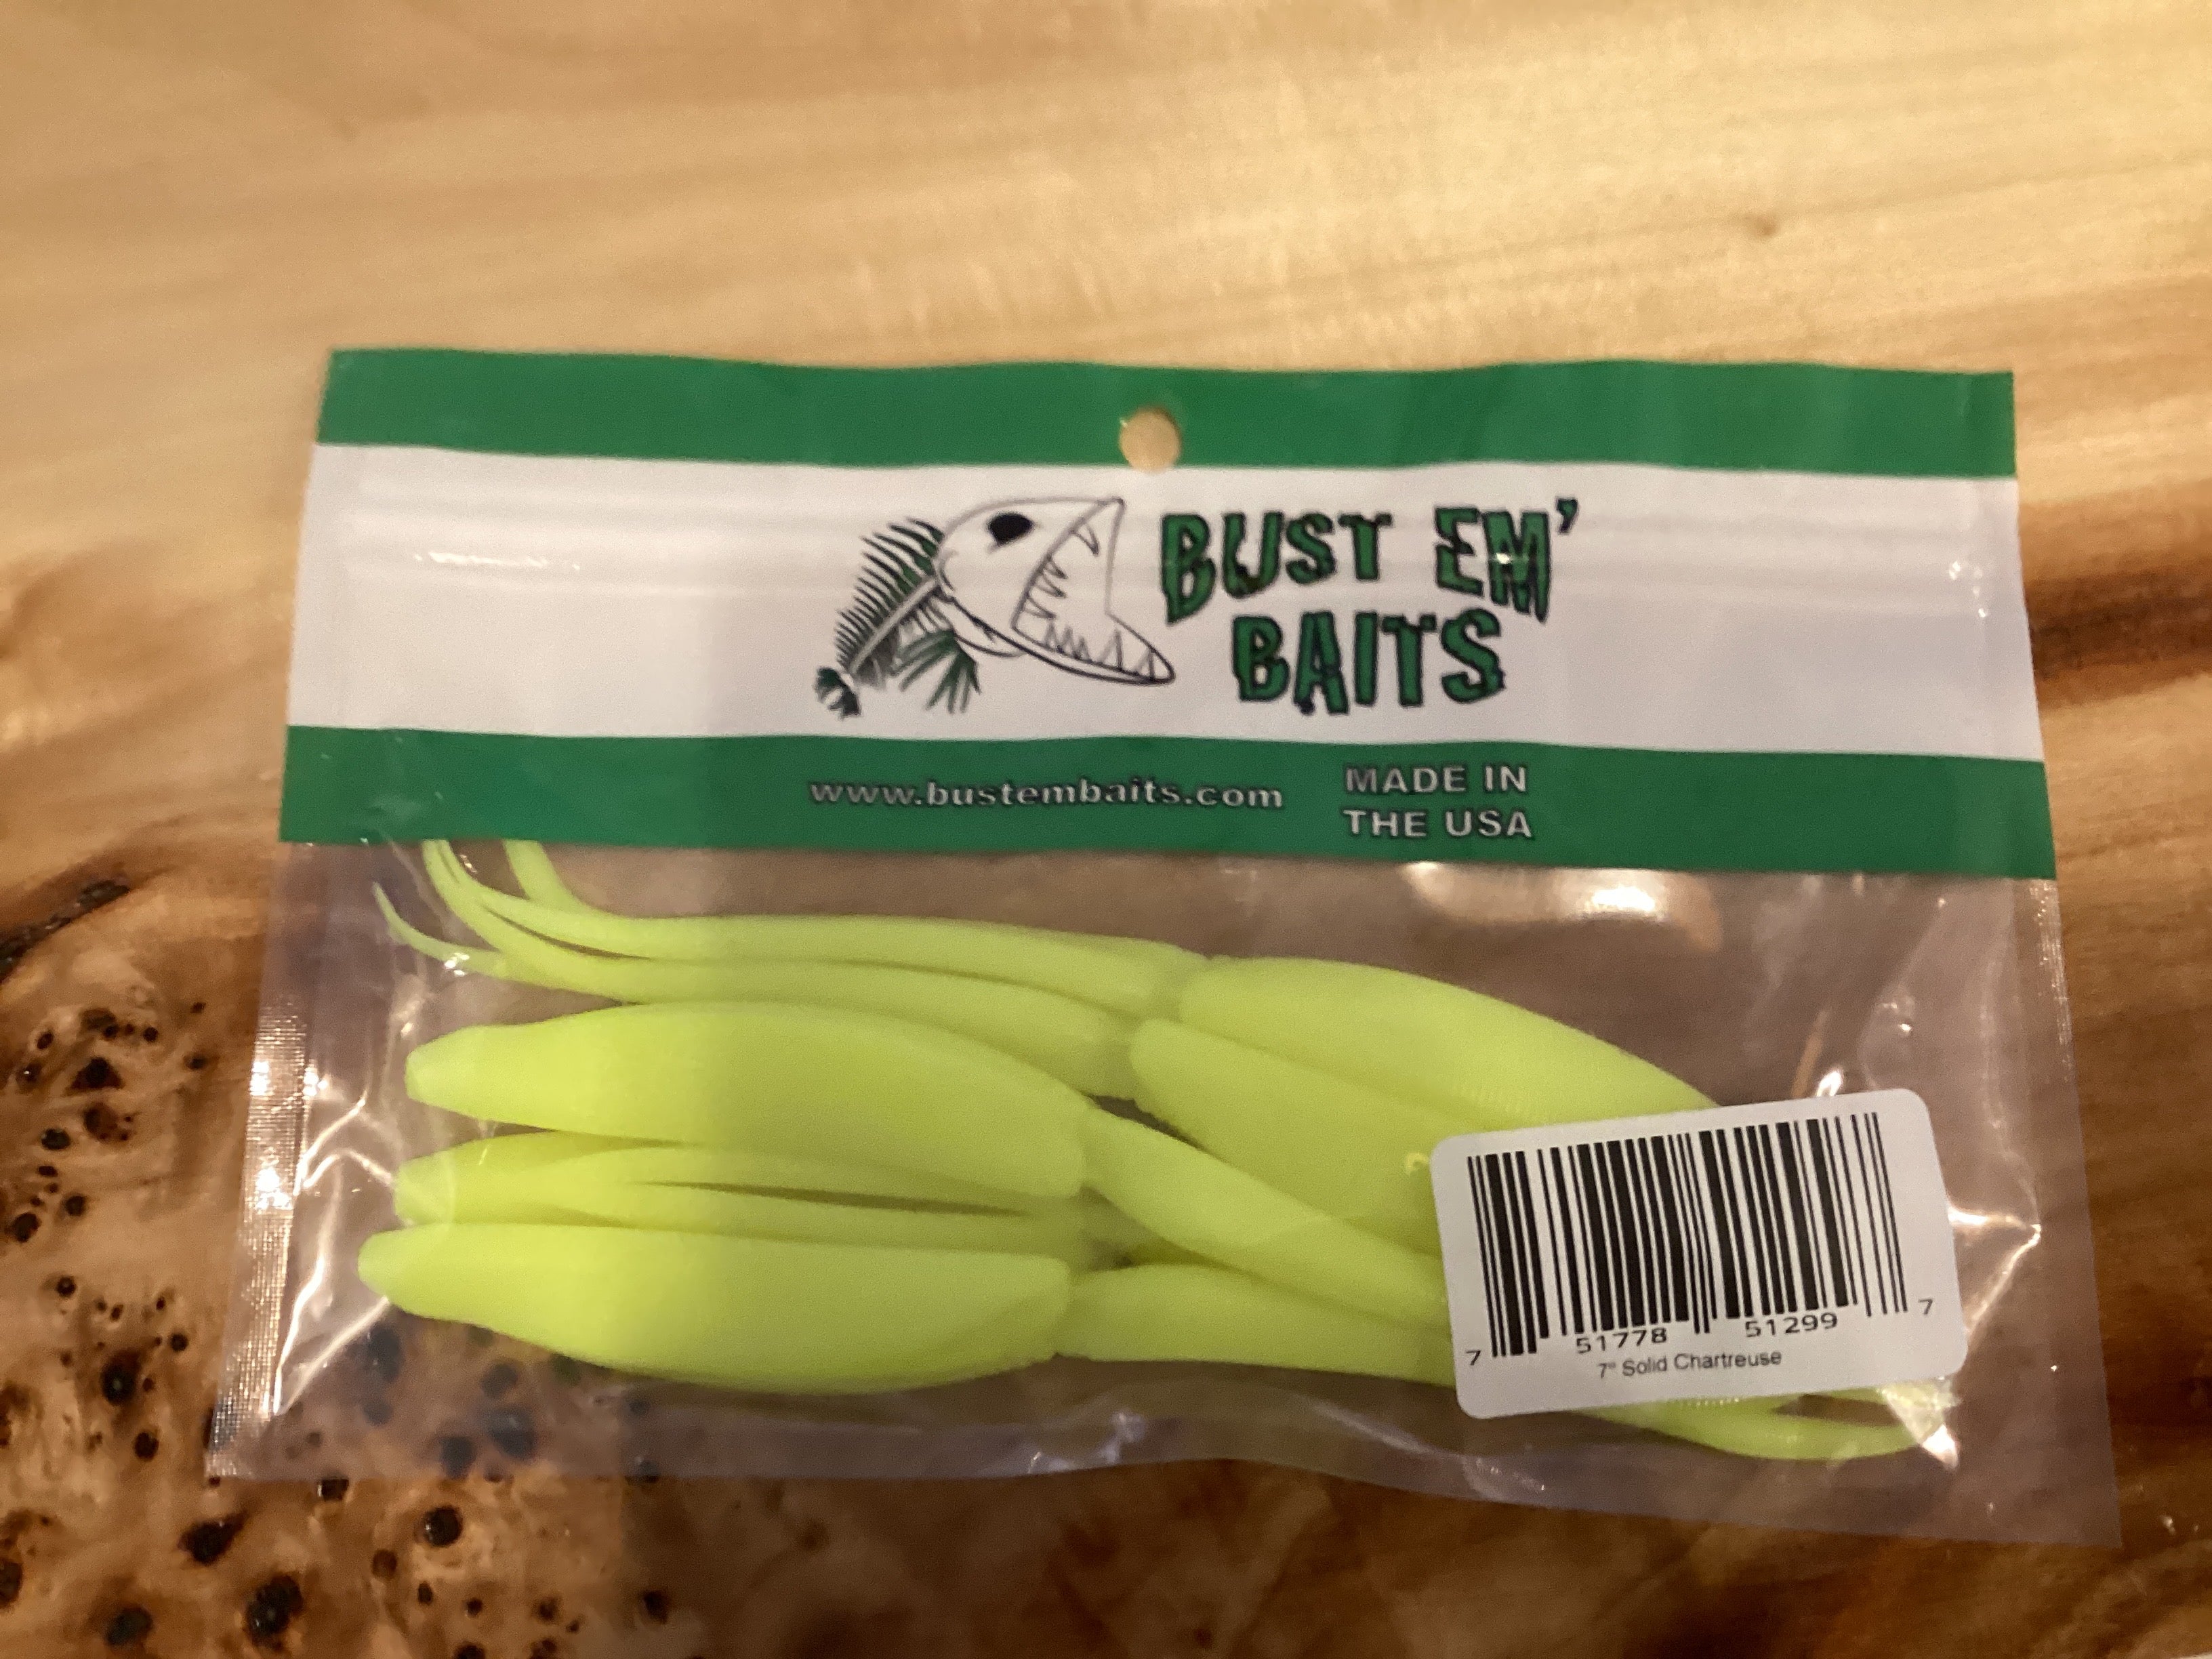 BUST EM'
BAITS
www.bustembaits.com
MADE IN
THE USA
7 51778 51299 7
7" Solid Chartreuse